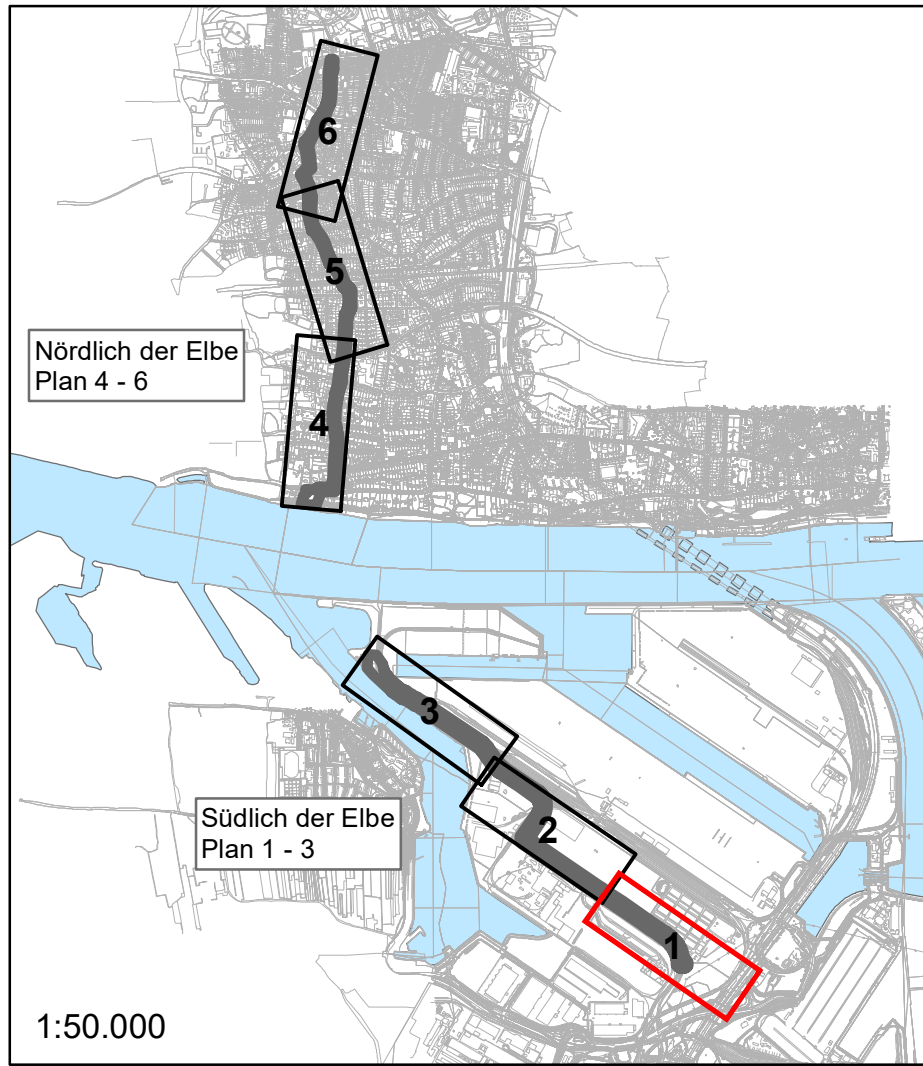 6
5
Nördlich der Elbe
Plan 4 - 6
4
3
Südlich der Elbe
Plan 1 - 3
2
1
1:50.000